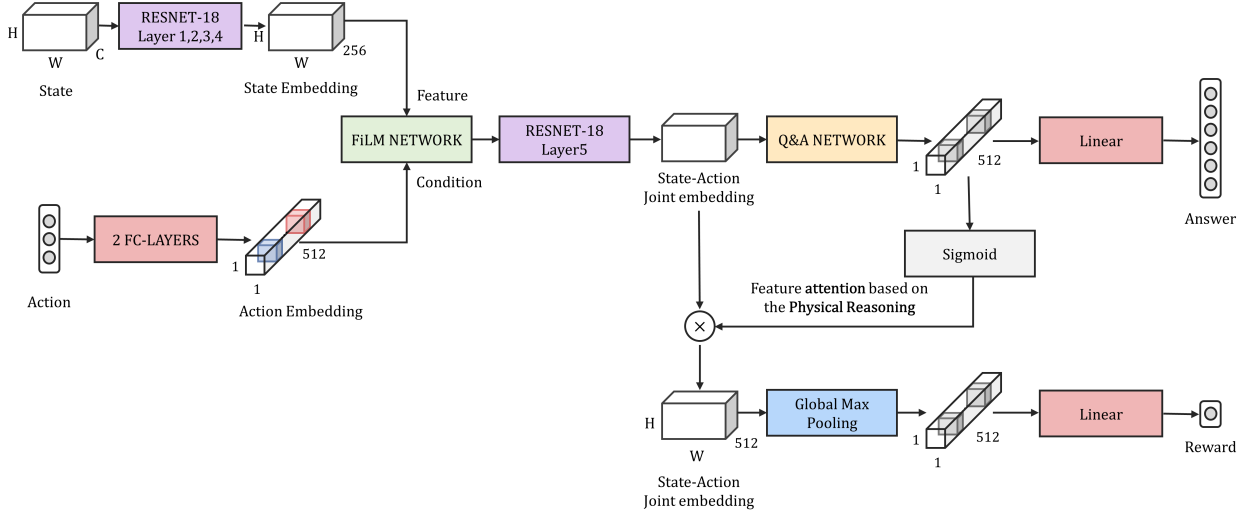 H
W
C
State
RESNET-18
Layer 1,2,3,4
H
W
256
State Embedding
Feature
FiLM NETWORK
Condition
Action
2 FC-LAYERS
1
1
512
Action Embedding
RESNET-18
Layer5
State-Action
Joint embedding
Q&A NETWORK
1
1
512
Linear
Answer
Sigmoid
Feature attention based on
the Physical Reasoning
×
H
W
512
State-Action
Joint embedding
Global Max
Pooling
1
1
512
Linear
Reward